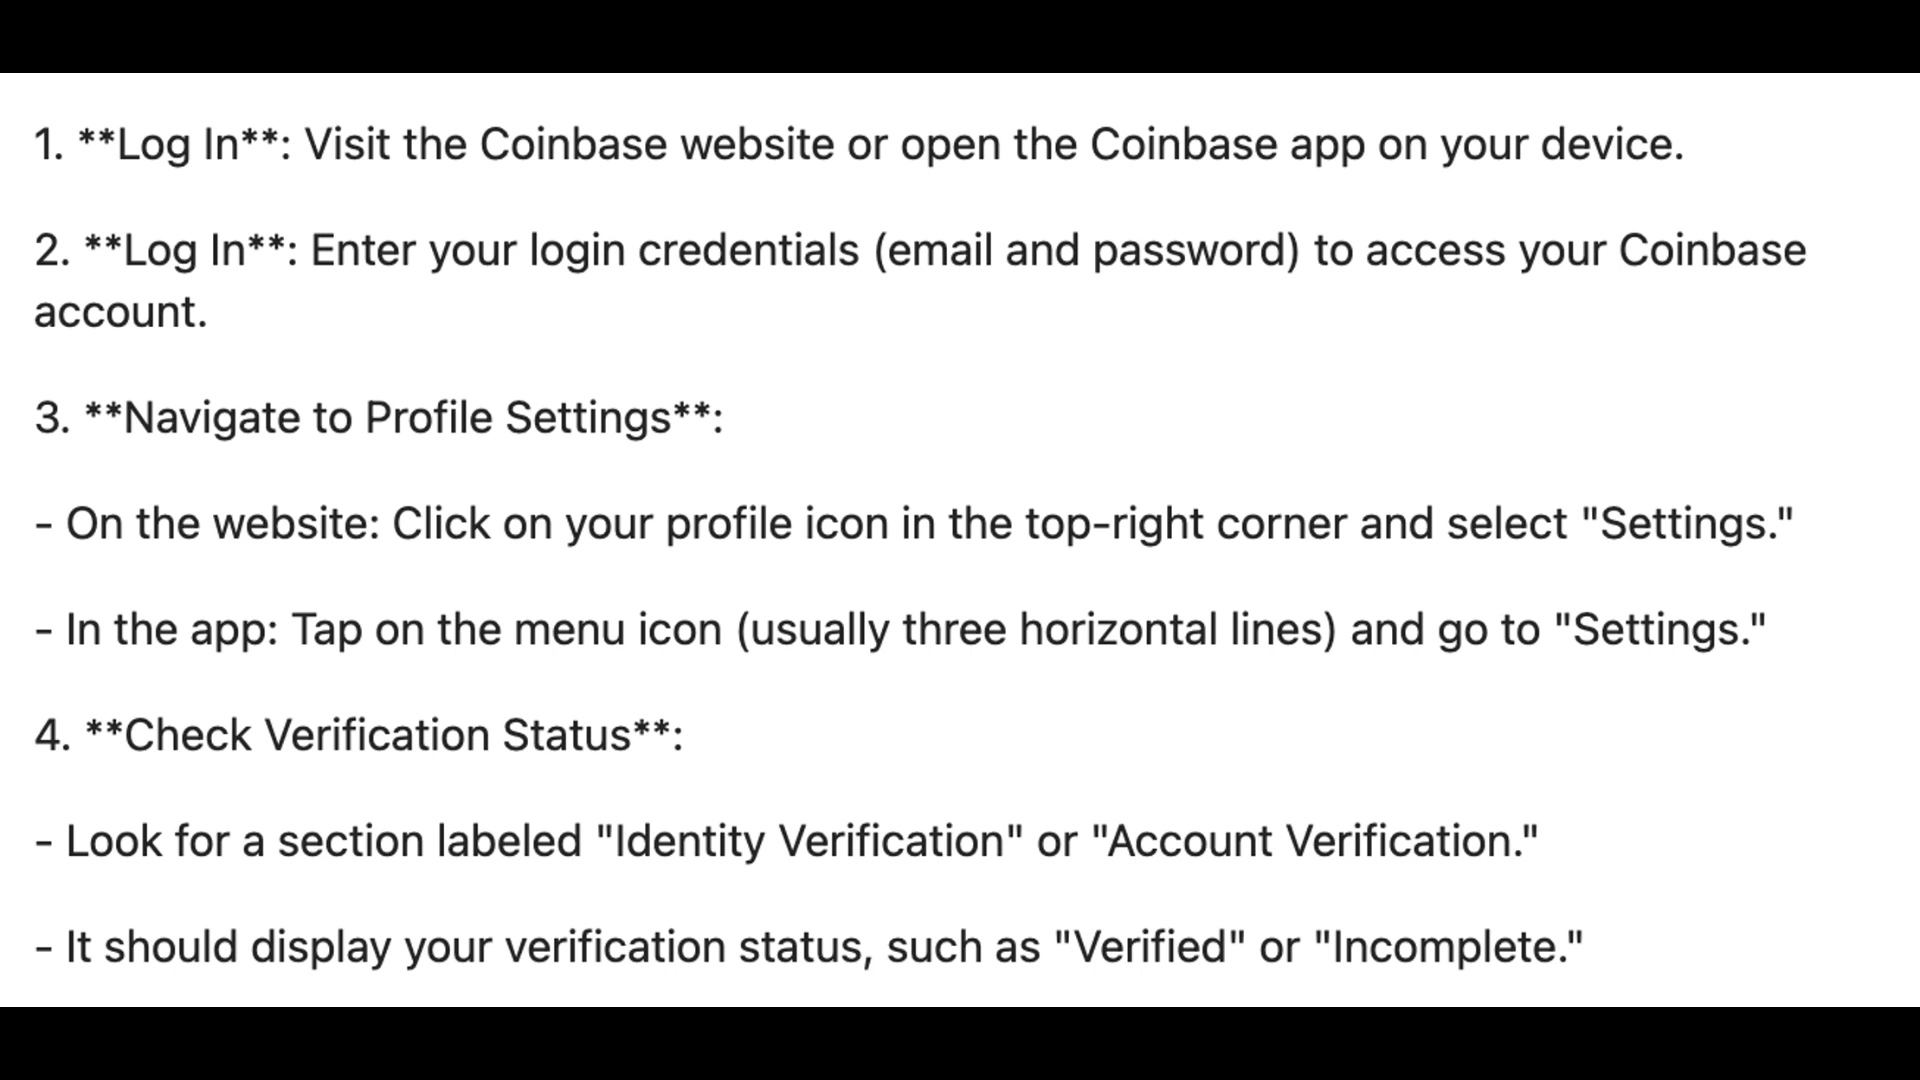 1. **Log In**: Visit the Coinbase website or open the Coinbase app on your device.
2. **Log In**: Enter your login credentials (email and password) to access your Coinbase
account.
3. **Navigate to Profile Settings**:
- On the website: Click on your profile icon in the top-right corner and select "Settings."
- In the app: Tap on the menu icon (usually three horizontal lines) and go to "Settings."
4. **Check Verification Status**:
- Look for a section labeled "Identity Verification" or "Account Verification."
- It should display your verification status, such as "Verified" or "Incomplete."